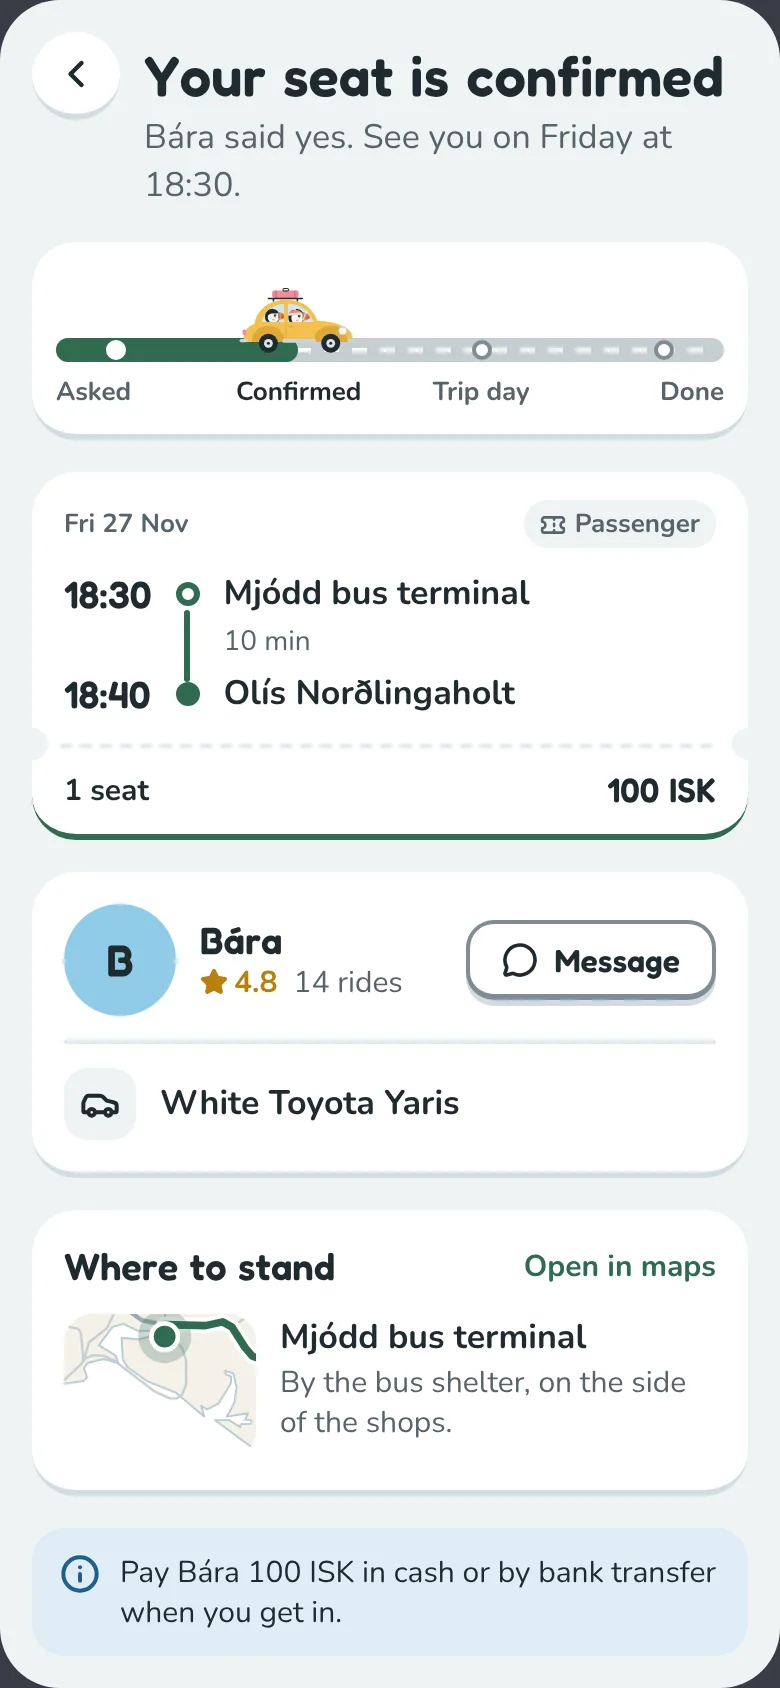 Your seat is confirmed
Bára said yes. See you on Friday at
18:30.
Asked
Confirmed
Trip day
Done
Fri 27 Nov
Passenger
18:30
Mjódd bus terminal
10 min
18:40
Olís Norðlingaholt
1 seat
100 ISK
B
Bára
4.8 14 rides
Message
White Toyota Yaris
Where to stand
Open in maps
Mjódd bus terminal
By the bus shelter, on the side
of the shops.
Pay Bára 100 ISK in cash or by bank transfer
when you get in.